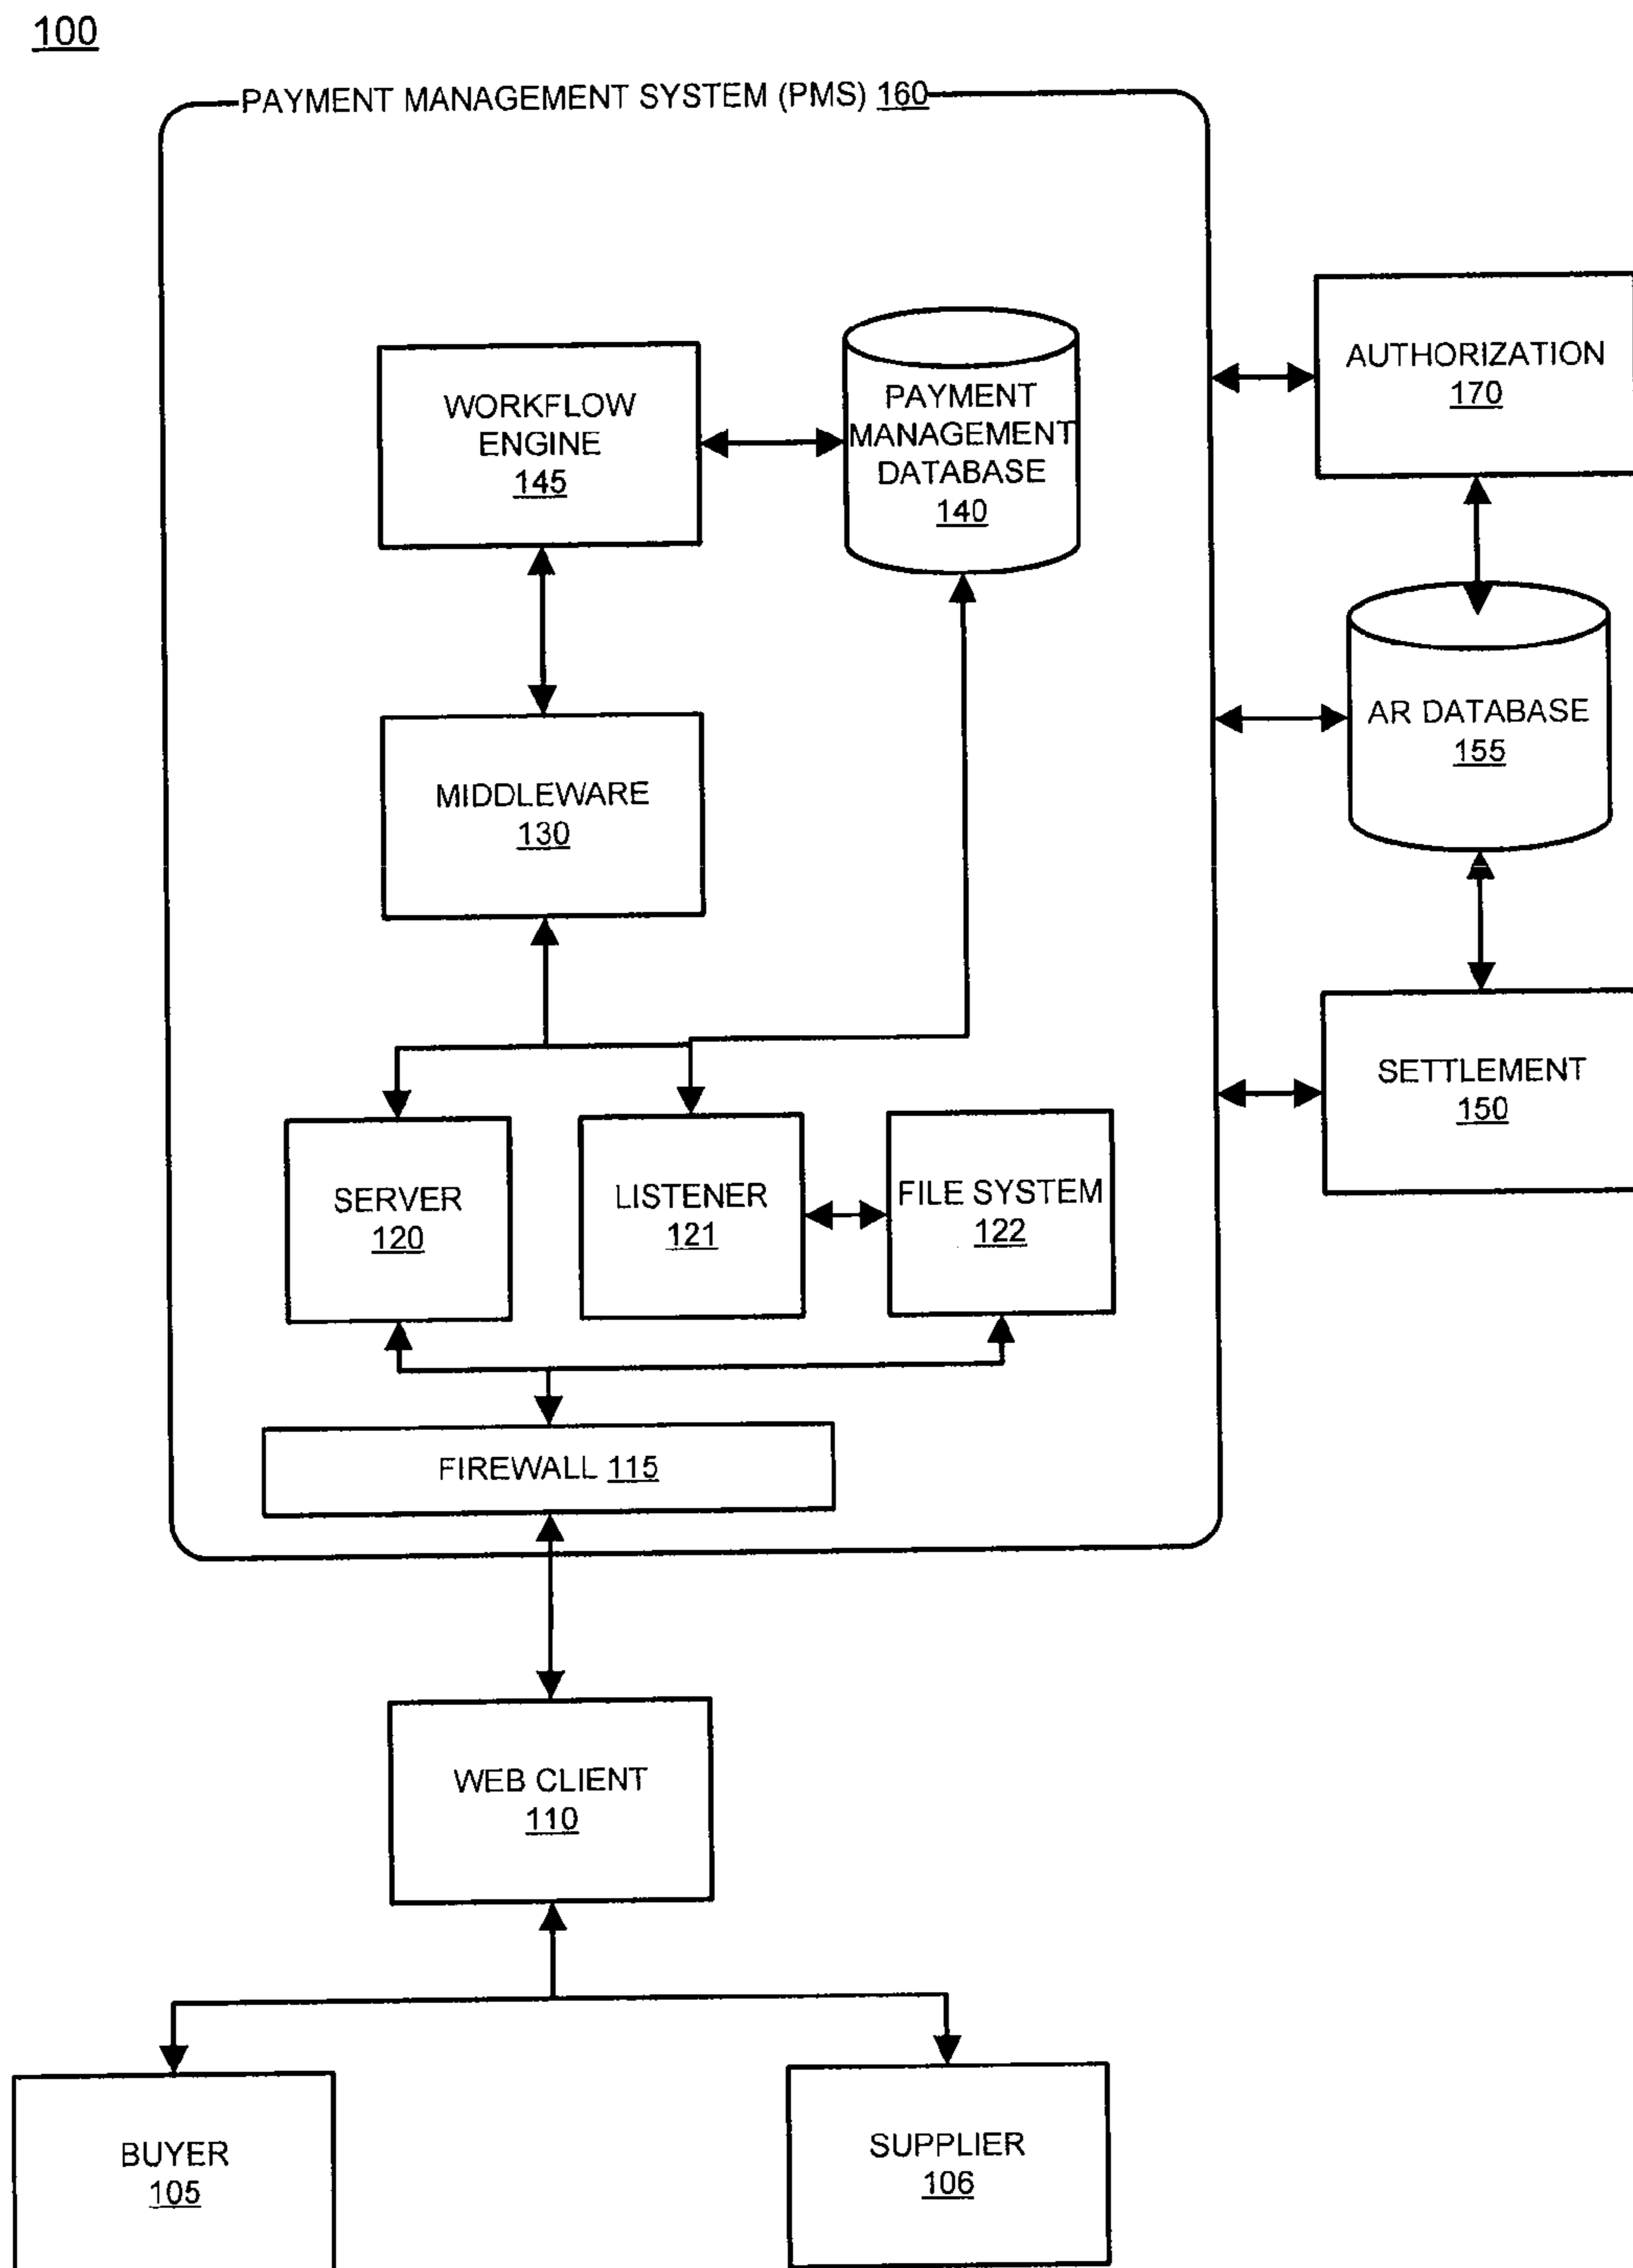 100
PAYMENT MANAGEMENT SYSTEM (PMS) 160
WORKFLOW
ENGINE
145
PAYMENT
MANAGEMENT
DATABASE
140
AUTHORIZATION
170
MIDDLEWARE
130
AR DATABASE
155
SERVER
120
LISTENER
121
FILE SYSTEM
122
SETTLEMENT
150
FIREWALL 115
WEB CLIENT
110
BUYER
105
SUPPLIER
106